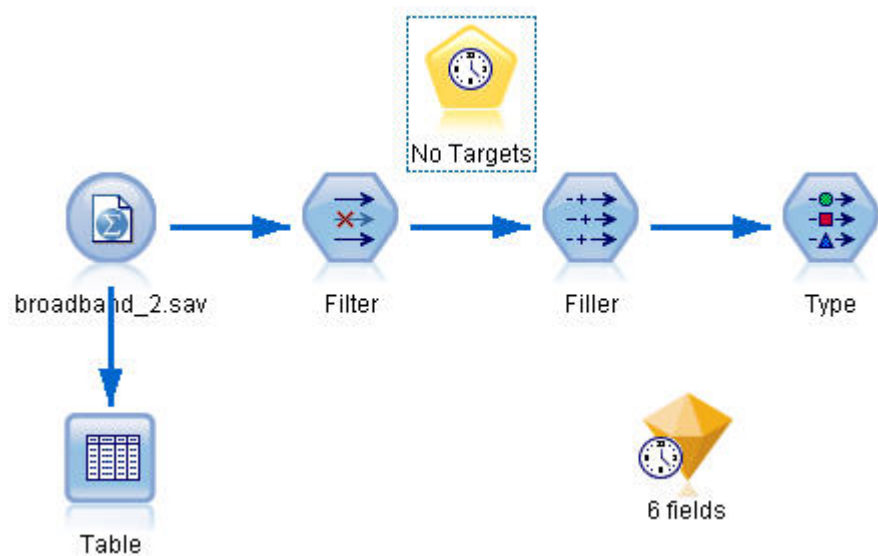 No Targets
broadband_2.sav
Filter
Filler
Type
6 fields
Table